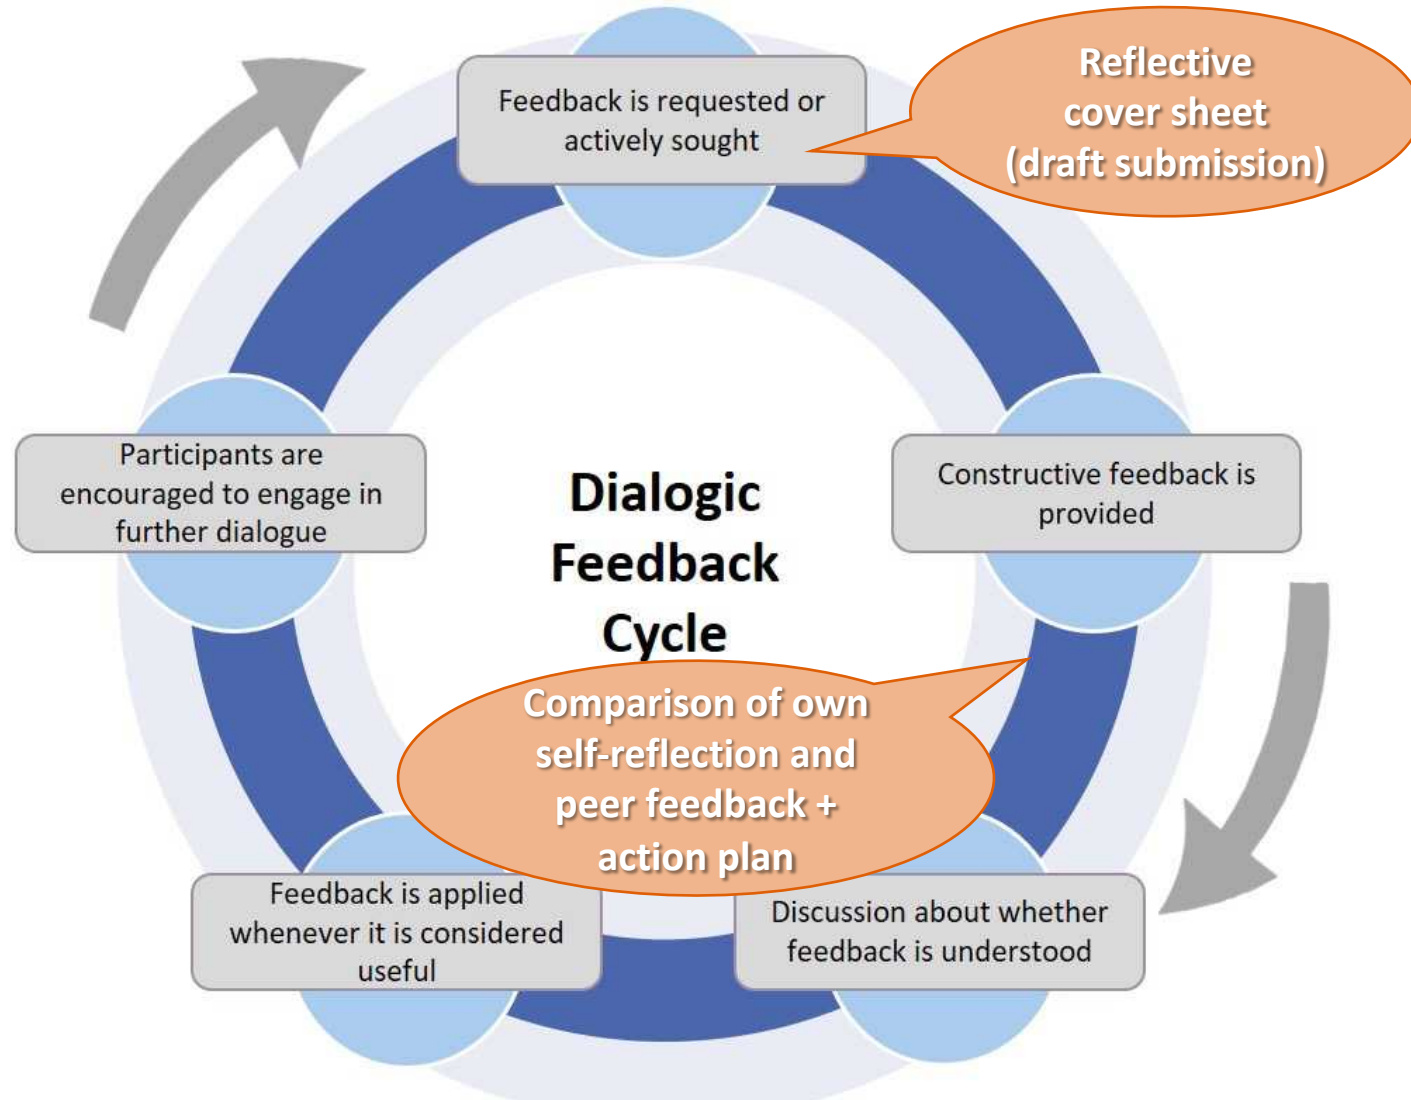 Feedback is requested or
actively sought
Reflective
cover sheet
(draft submission)
Constructive feedback is
provided
Dialogic
Feedback
Cycle
Comparison of own
self-reflection and
peer feedback +
action plan
Discussion about whether
feedback is understood
Feedback is applied
whenever it is considered
useful
Participants are
encouraged to engage in
further dialogue